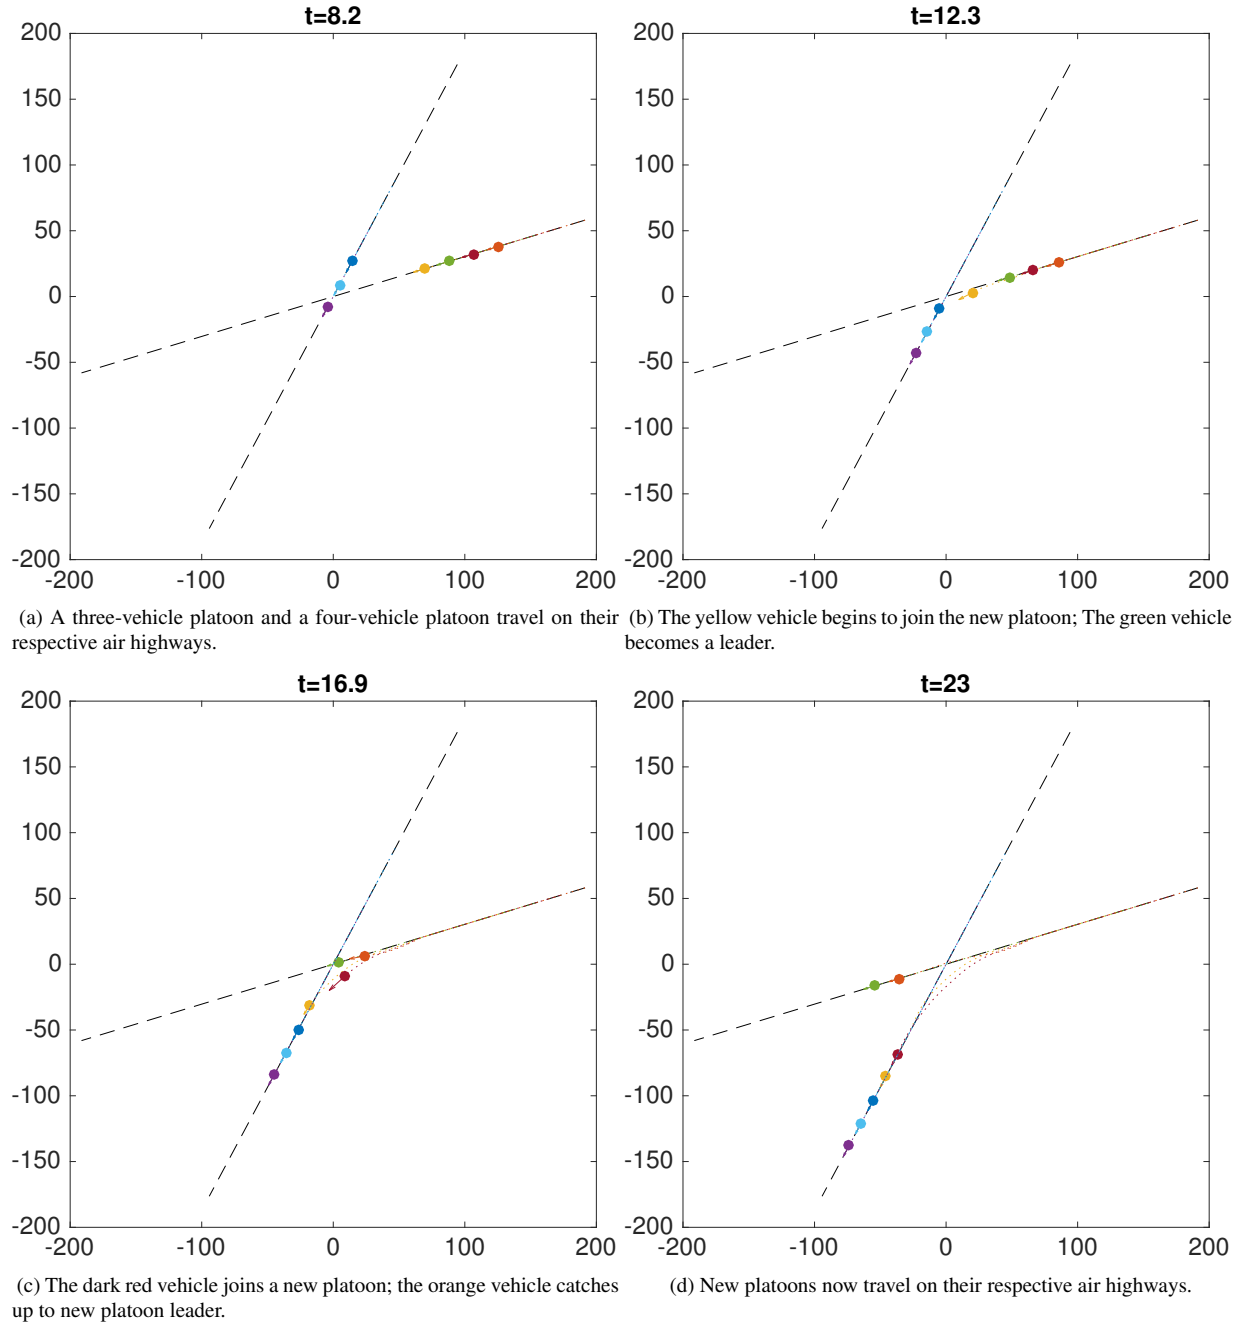 t=8.2
200
150
100
50
0
-50
-100
-150
-200
-200 -100 0 100 200
(a) A three-vehicle platoon and a four-vehicle platoon travel on their
respective air highways.
t=12.3
200
150
100
50
0
-50
-100
-150
-200
-200 -100 0 100 200
(b) The yellow vehicle begins to join the new platoon; The green vehicle
becomes a leader.
t=16.9
200
150
100
50
0
-50
-100
-150
-200
-200 -100 0 100 200
(c) The dark red vehicle joins a new platoon; the orange vehicle catches
up to new platoon leader.
t=23
200
150
100
50
0
-50
-100
-150
-200
-200 -100 0 100 200
(d) New platoons now travel on their respective air highways.